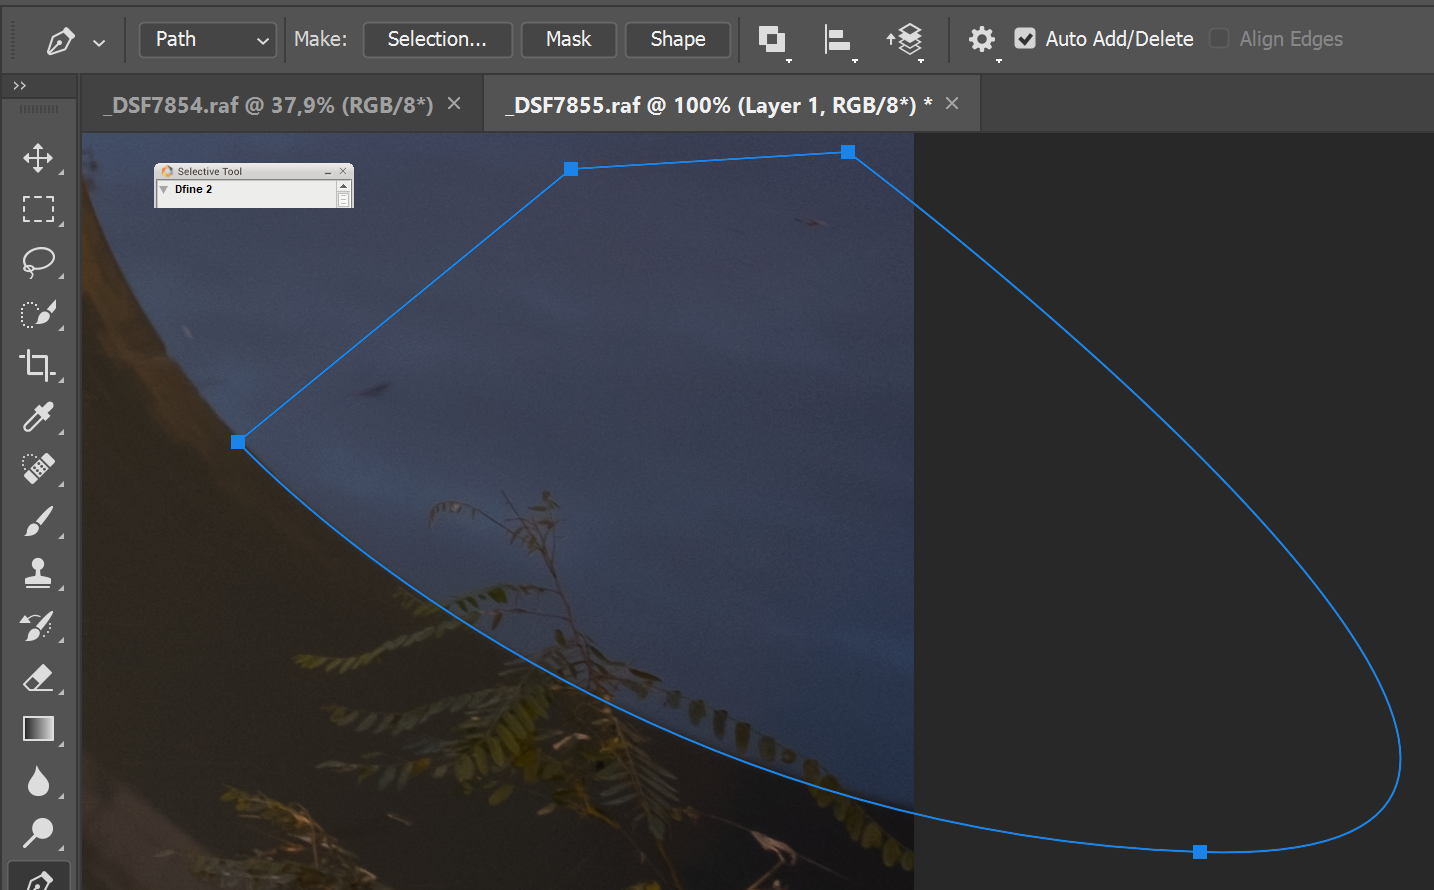 Path Make: Selection... Mask Shape Auto Add/Delete Align Edges
_DSF7854.raf @ 37,9% (RGB/8*) × _DSF7855.raf @ 100% (Layer 1, RGB/8*) * ×
Selective Tool
Dfine 2